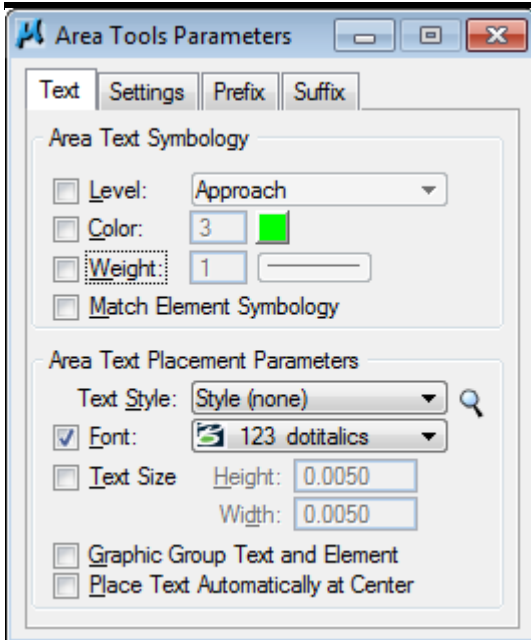 Area Tools Parameters
Text Settings Prefix Suffix
Area Text Symbology
Level: Approach
Color: 3
Weight: 1
Match Element Symbology
Area Text Placement Parameters
Text Style: Style (none)
Font: 123 dotitalics
Text Size Height: 0.0050
Width: 0.0050
Graphic Group Text and Element
Place Text Automatically at Center